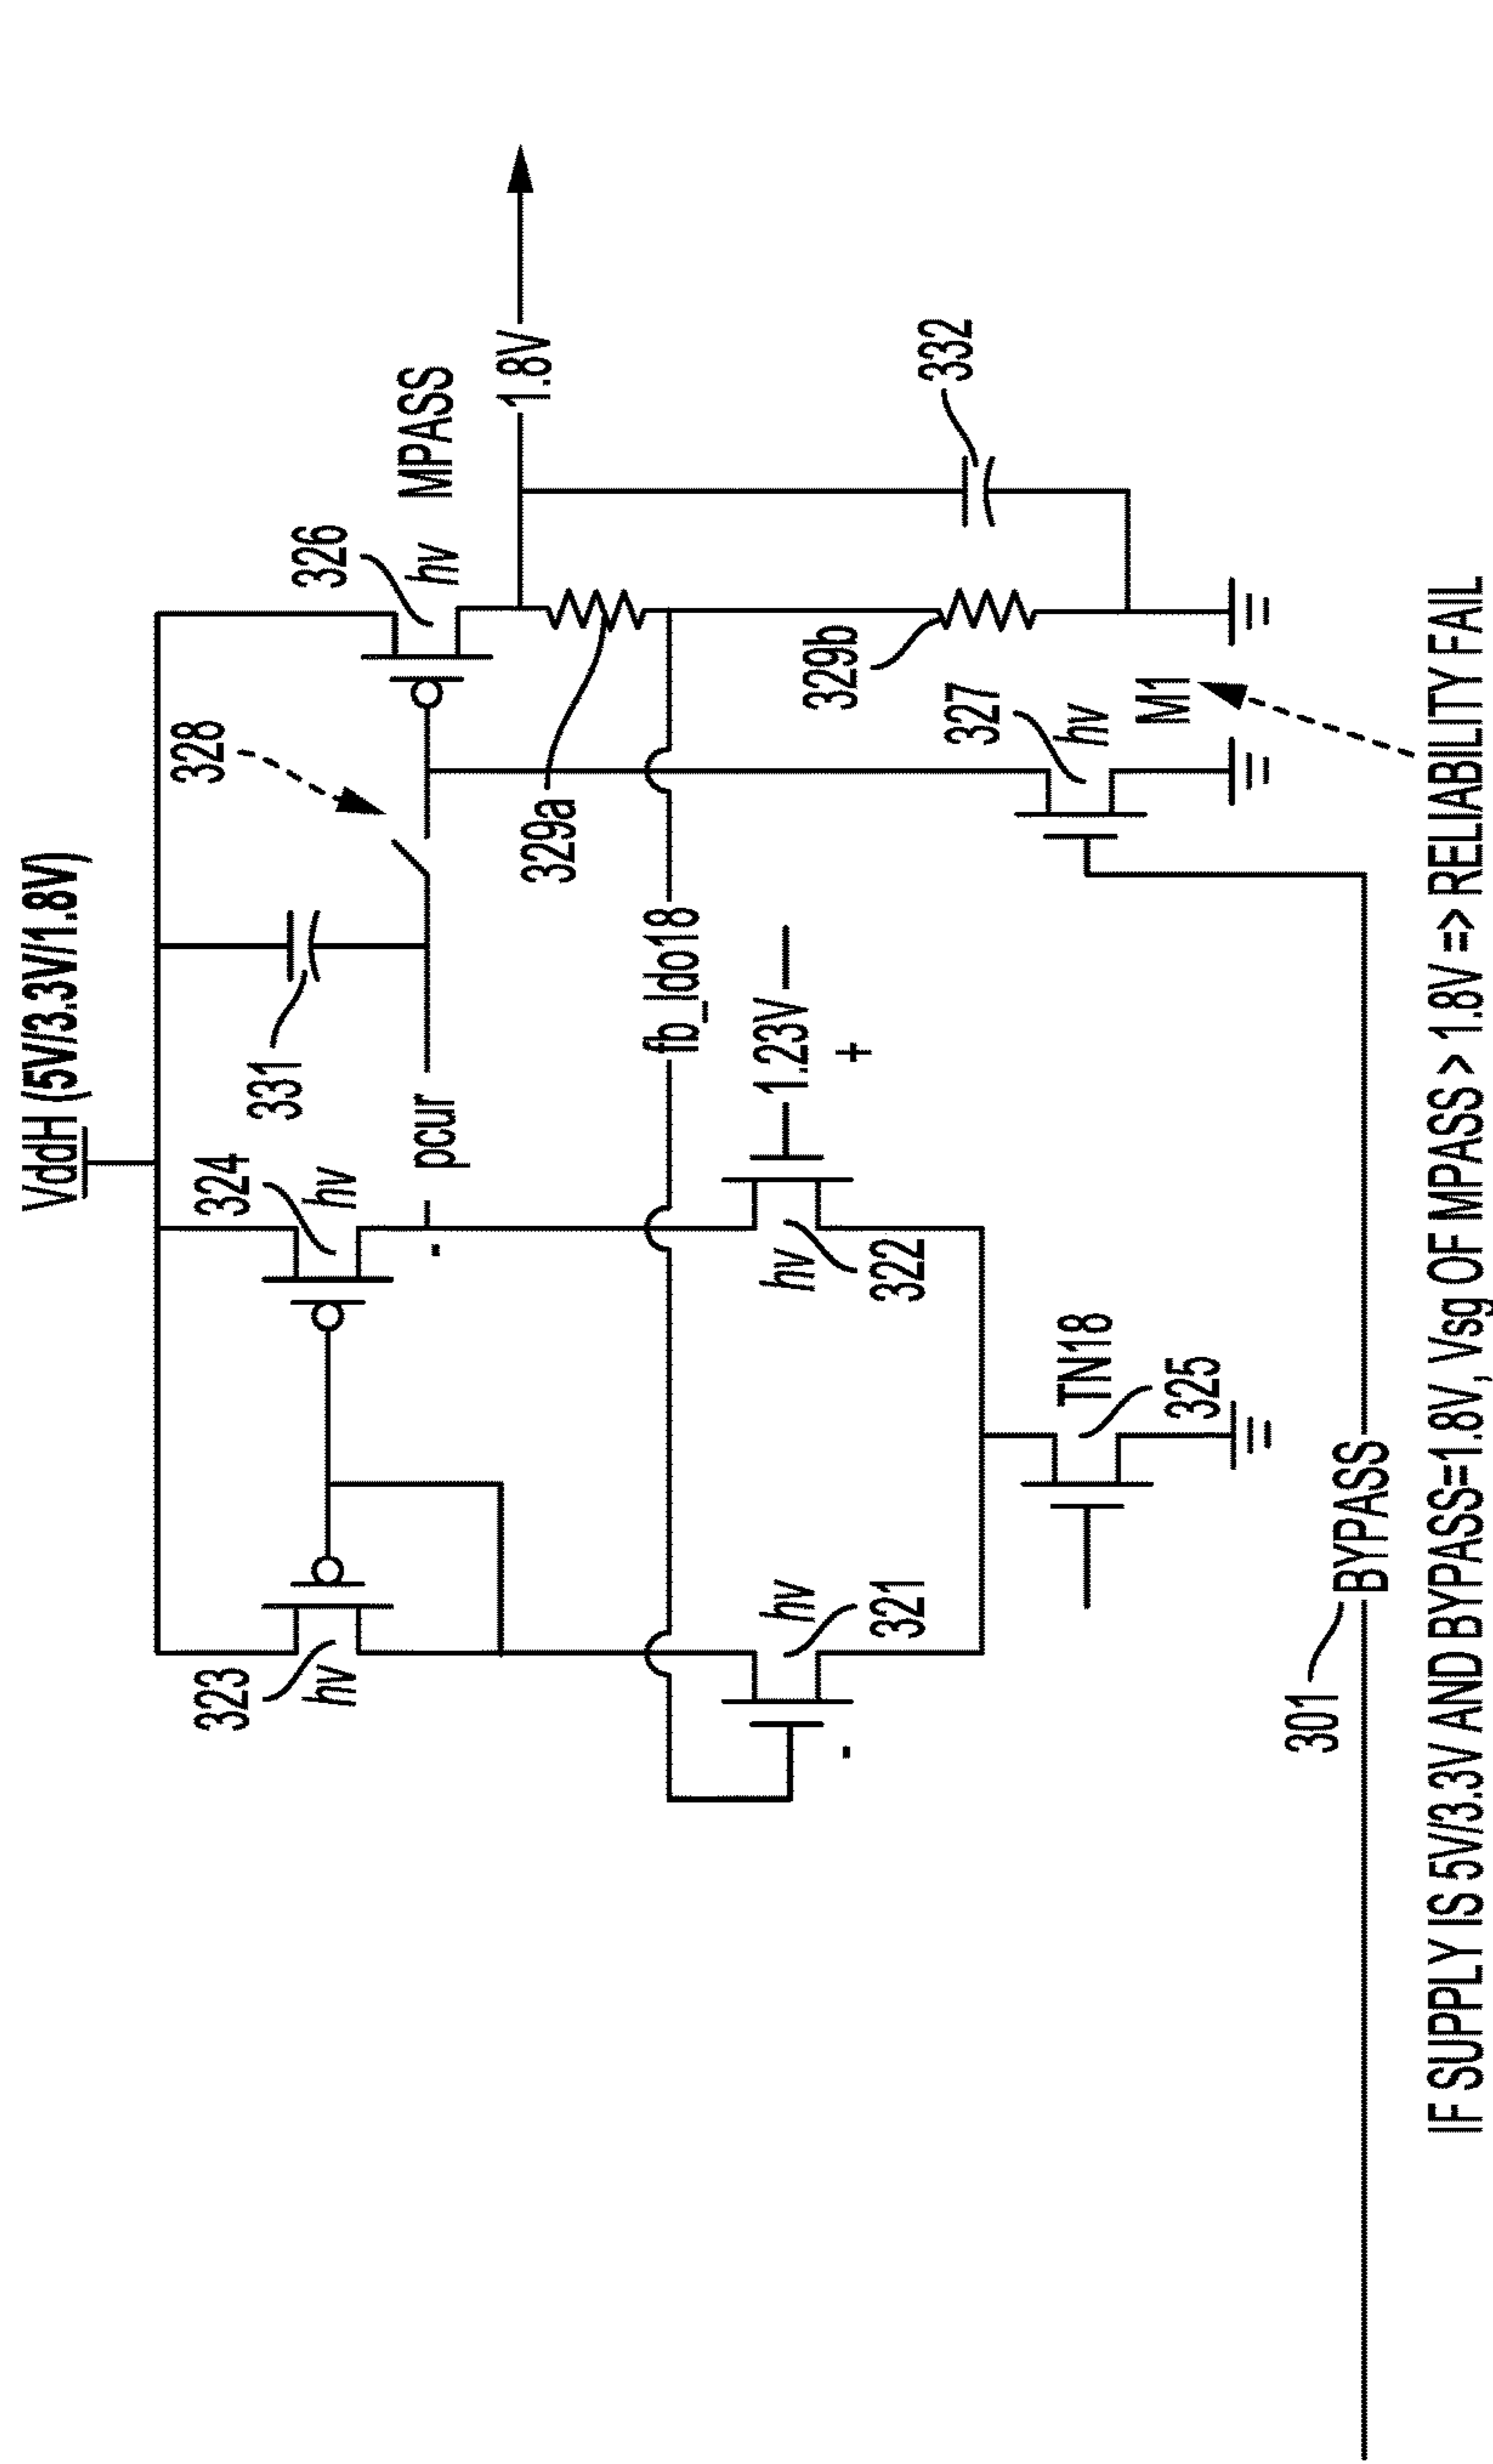 VddH (5V/3.3V/1.8V)
323
hv
324
hv
331
328
326
hv
MPASS
- pcur
-
1.8V
329a
fb_ldo18
1.23V
+
hv
321
-
hv
322
329b
332
327
hv
M1
TN18
325
301
BYPASS
IF SUPPLY IS 5V/3.3V AND BYPASS=1.8V, Vsg OF MPASS > 1.8V => RELIABILITY FAIL